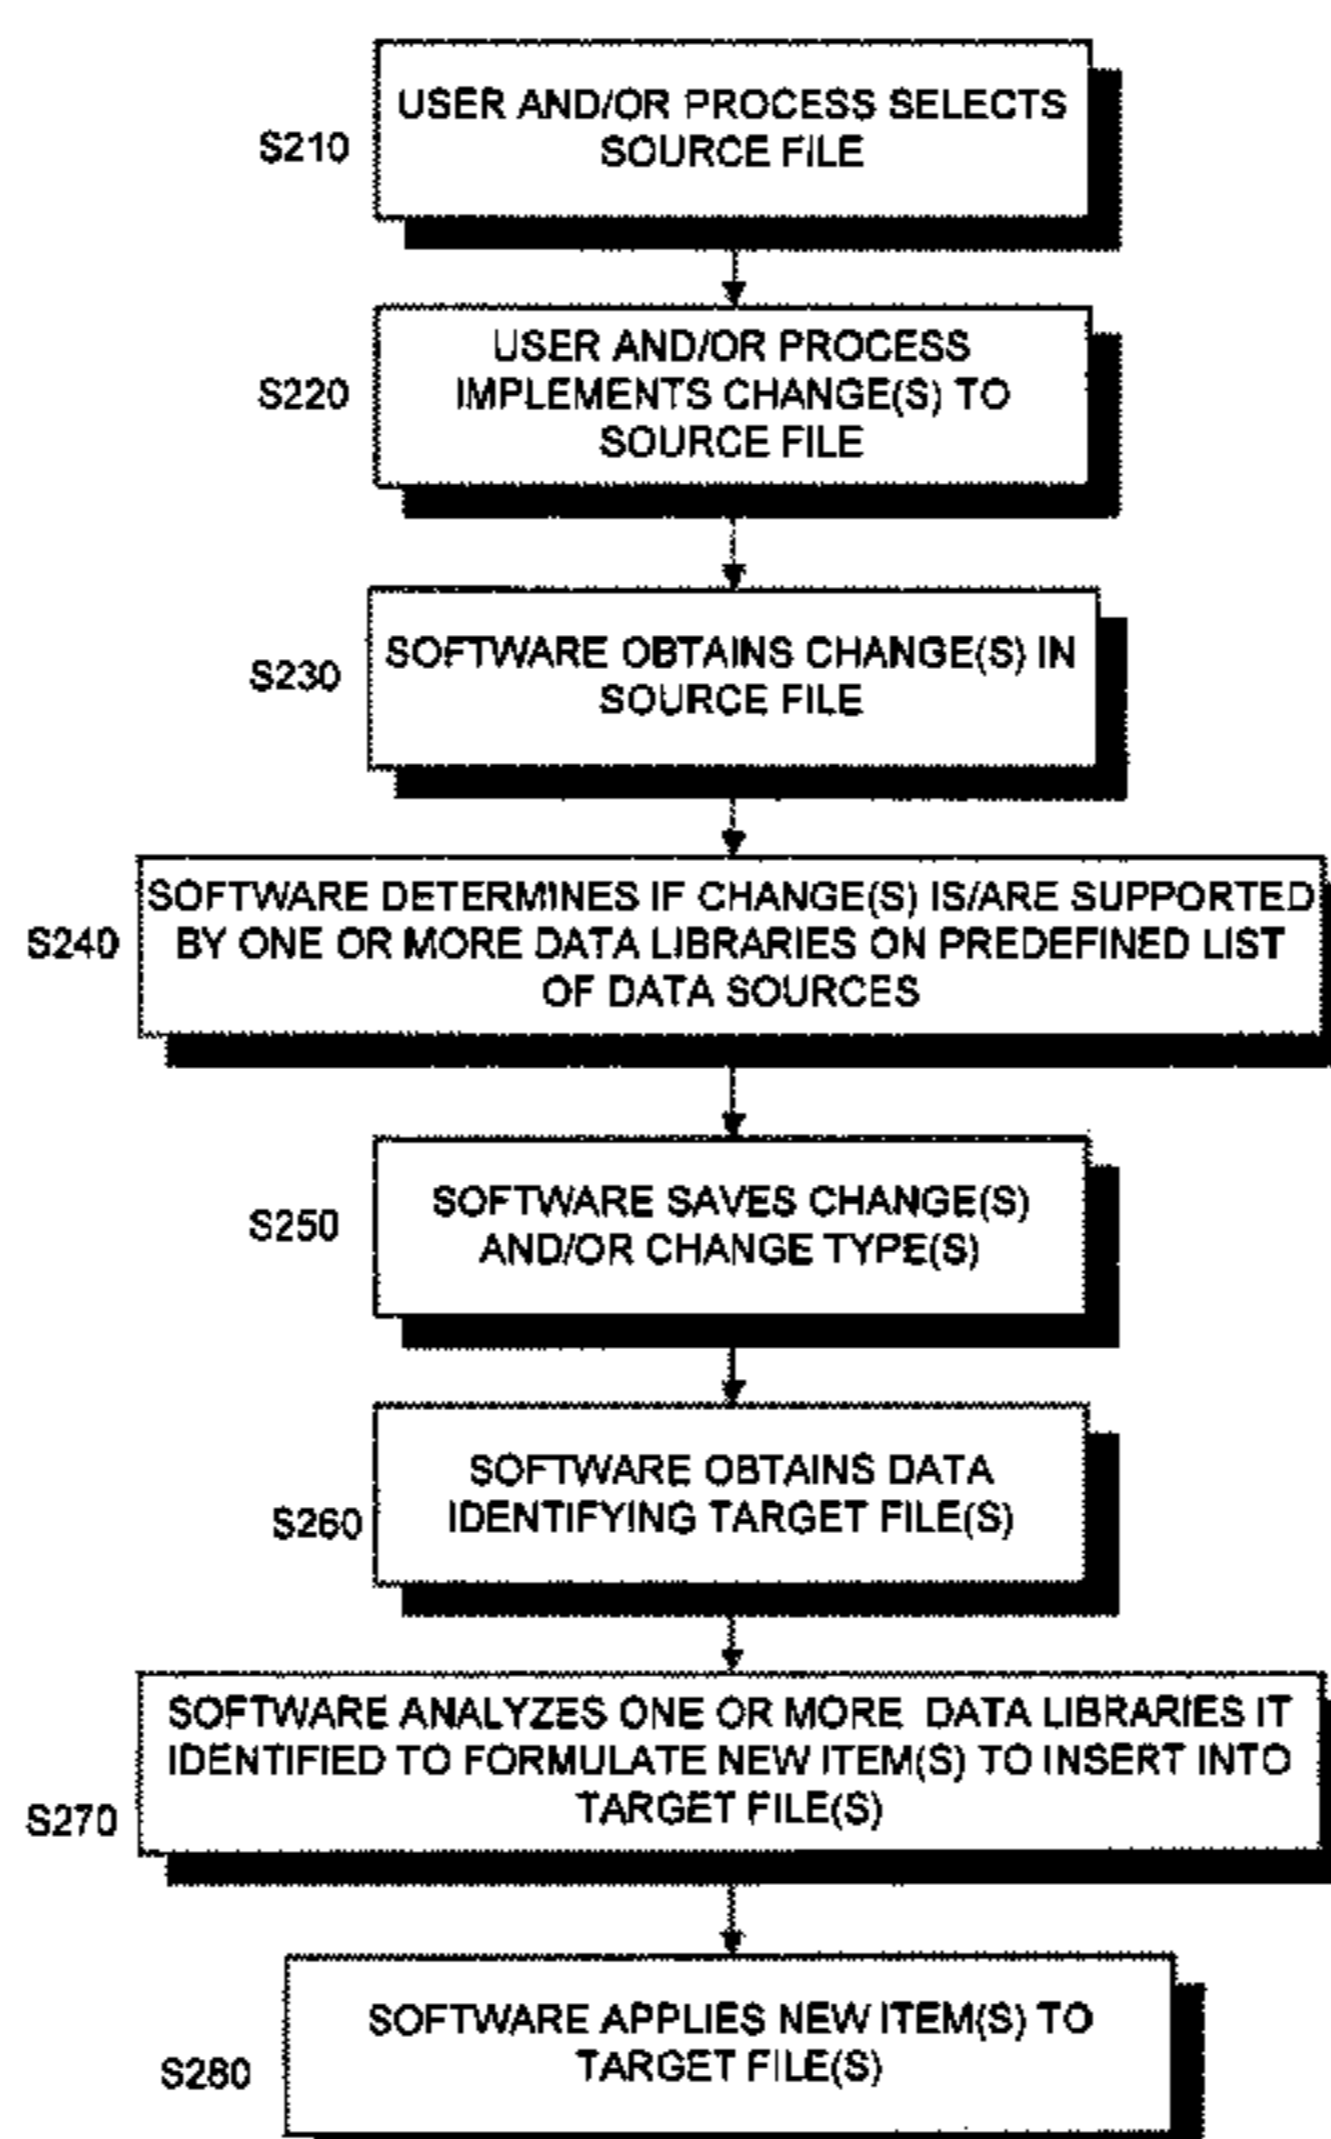 USER AND/OR PROCESS SELECTS
SOURCE FILE
S210
USER AND/OR PROCESS
IMPLEMENTS CHANGE(S) TO
SOURCE FILE
S220
SOFTWARE OBTAINS CHANGE(S) IN
SOURCE FILE
S230
SOFTWARE DETERMINES IF CHANGE(S) IS/ARE SUPPORTED
BY ONE OR MORE DATA LIBRARIES ON PREDEFINED LIST
OF DATA SOURCES
S240
SOFTWARE SAVES CHANGE(S)
AND/OR CHANGE TYPE(S)
S250
SOFTWARE OBTAINS DATA
IDENTIFYING TARGET FILE(S)
S260
SOFTWARE ANALYZES ONE OR MORE DATA LIBRARIES IT
IDENTIFIED TO FORMULATE NEW ITEM(S) TO INSERT INTO
TARGET FILE(S)
S270
SOFTWARE APPLIES NEW ITEM(S) TO
TARGET FILE(S)
S280